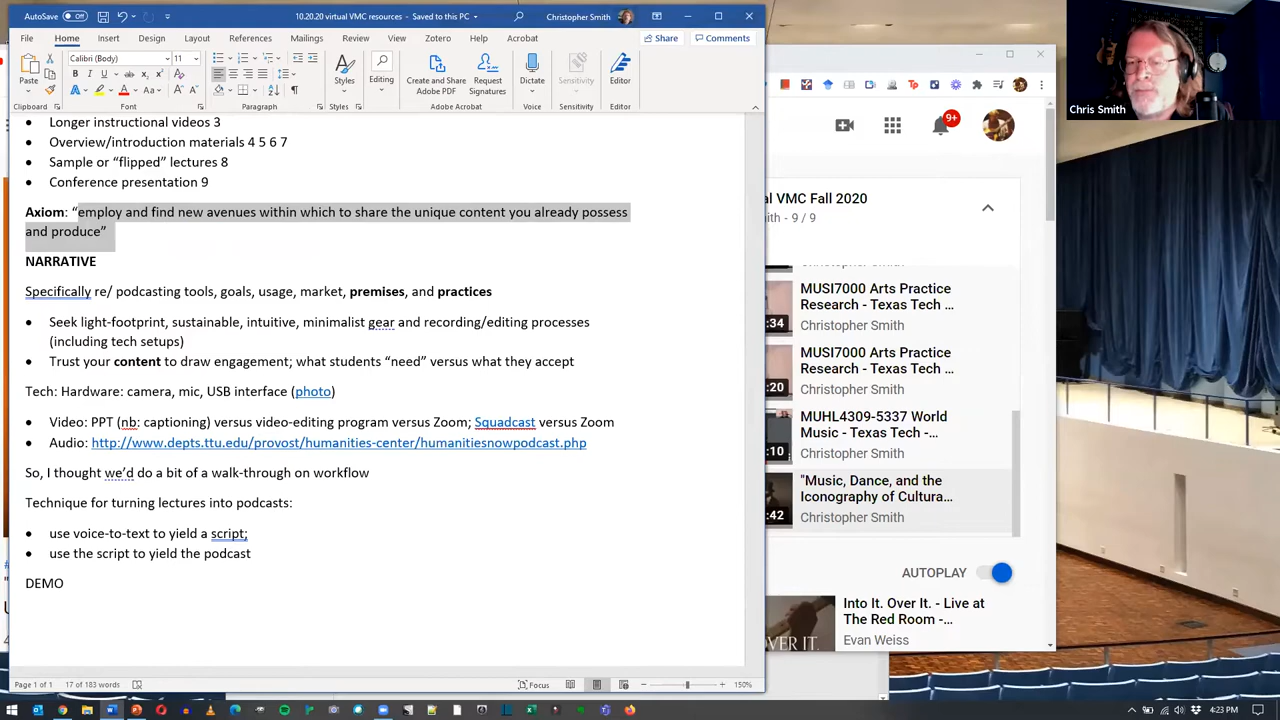 AutoSave Off
10.20.20 virtual VMC resources - Saved to this PC
Christopher Smith
File Home Insert Design Layout References Mailings Review View Zotero Help Acrobat
Share Comments
Paste
Calibri (Body) 11
Styles
Editing
Create and Share Adobe PDF
Request Signatures
Dictate
Sensitivity
Editor
Clipboard Font Paragraph Styles Adobe Acrobat Voice Sensitivity Editor
Longer instructional videos 3
Overview/introduction materials 4 5 6 7
Sample or “flipped” lectures 8
Conference presentation 9
Axiom: “employ and find new avenues within which to share the unique content you already possess
and produce”
NARRATIVE
Specifically re/ podcasting tools, goals, usage, market, premises, and practices
Seek light-footprint, sustainable, intuitive, minimalist gear and recording/editing processes
(including tech setups)
Trust your content to draw engagement; what students “need” versus what they accept
Tech: Hardware: camera, mic, USB interface (photo)
Video: PPT (nb: captioning) versus video-editing program versus Zoom; Squadcast versus Zoom
Audio: http://www.depts.ttu.edu/provost/humanities-center/humanitiesnowpodcast.php
So, I thought we’d do a bit of a walk-through on workflow
Technique for turning lectures into podcasts:
use voice-to-text to yield a script;
use the script to yield the podcast
DEMO
Page 1 of 1 17 of 183 words
Focus
150%
Chris Smith
9+
al VMC Fall 2020
ith - 9 / 9
MUSI7000 Arts Practice
Research - Texas Tech ...
Christopher Smith
:34
MUSI7000 Arts Practice
Research - Texas Tech ...
Christopher Smith
:20
MUHL4309-5337 World
Music - Texas Tech -...
Christopher Smith
:10
"Music, Dance, and the
Iconography of Cultura...
Christopher Smith
:42
AUTOPLAY
Into It. Over It. - Live at
The Red Room -...
Evan Weiss
OVER IT.
4:23 PM